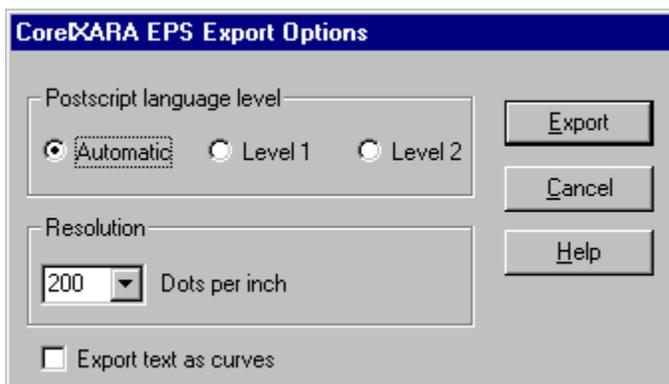 CorelXARA EPS Export Options
Postscript language level
Automatic Level 1 Level 2
Export
Cancel
Resolution
Help
200 Dots per inch
Export text as curves